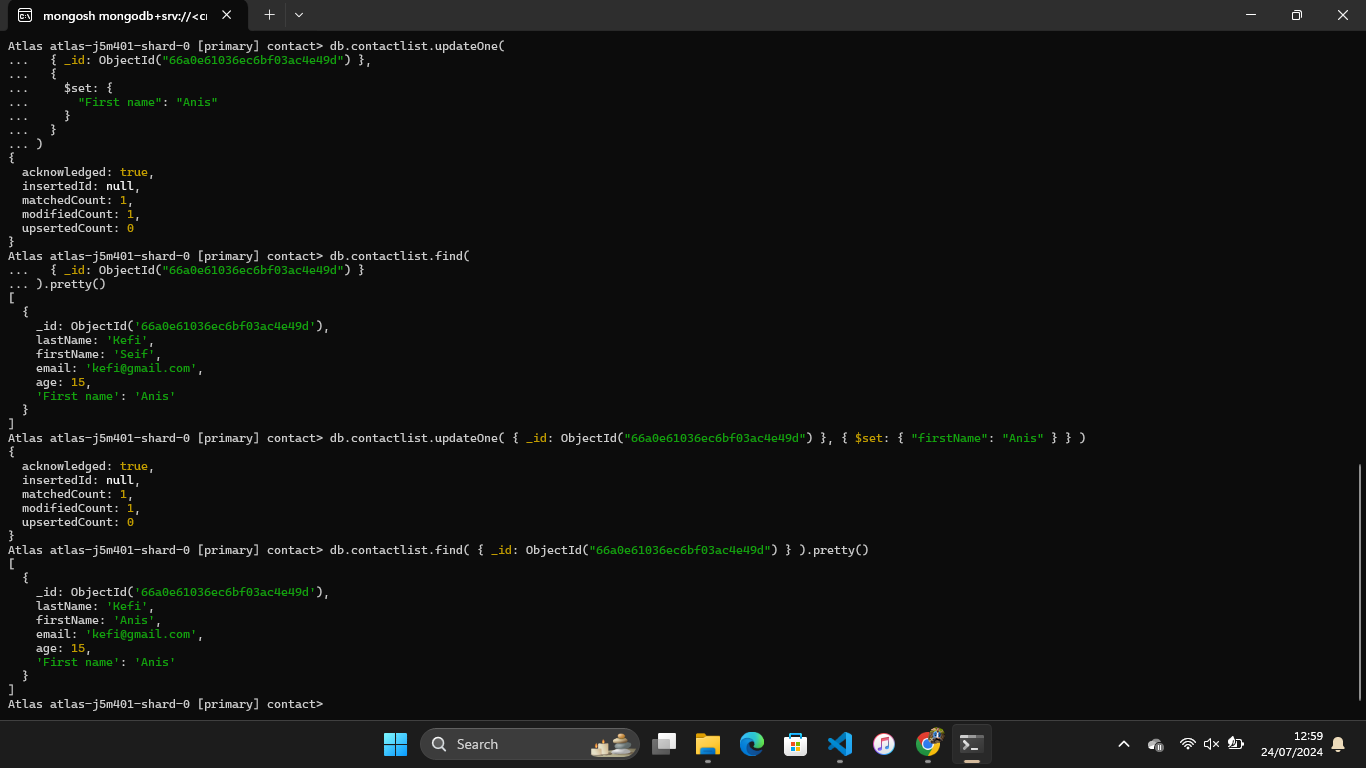 mongosh mongodb+srv://<cr
Atlas atlas-j5m401-shard-0 [primary] contact> db.contactlist.updateOne(
...   { _id: ObjectId("66a0e61036ec6bf03ac4e49d") },
...   {
...     $set: {
...       "First name": "Anis"
...     }
...   }
... )
{
  acknowledged: true,
  insertedId: null,
  matchedCount: 1,
  modifiedCount: 1,
  upsertedCount: 0
}
Atlas atlas-j5m401-shard-0 [primary] contact> db.contactlist.find(
...   { _id: ObjectId("66a0e61036ec6bf03ac4e49d") }
... ).pretty()
[
  {
    _id: ObjectId('66a0e61036ec6bf03ac4e49d'),
    lastName: 'Kefi',
    firstName: 'Seif',
    email: 'kefi@gmail.com',
    age: 15,
    'First name': 'Anis'
  }
]
Atlas atlas-j5m401-shard-0 [primary] contact> db.contactlist.updateOne( { _id: ObjectId("66a0e61036ec6bf03ac4e49d") }, { $set: { "firstName": "Anis" } } )
{
  acknowledged: true,
  insertedId: null,
  matchedCount: 1,
  modifiedCount: 1,
  upsertedCount: 0
}
Atlas atlas-j5m401-shard-0 [primary] contact> db.contactlist.find( { _id: ObjectId("66a0e61036ec6bf03ac4e49d") } ).pretty()
[
  {
    _id: ObjectId('66a0e61036ec6bf03ac4e49d'),
    lastName: 'Kefi',
    firstName: 'Anis',
    email: 'kefi@gmail.com',
    age: 15,
    'First name': 'Anis'
  }
]
Atlas atlas-j5m401-shard-0 [primary] contact>
Search
12:59
24/07/2024